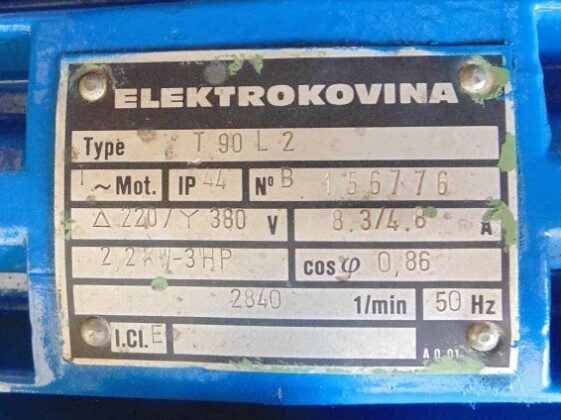 ELEKTROKOVINA
Type T 90 L 2
~ Mot. IP 44 Nº B 156776
△ 220/Y 380 V 8.3/4.8 A
2,2 KW-3HP cos φ 0,86
2840 1/min 50 Hz
I.Cl. E
A 0.01